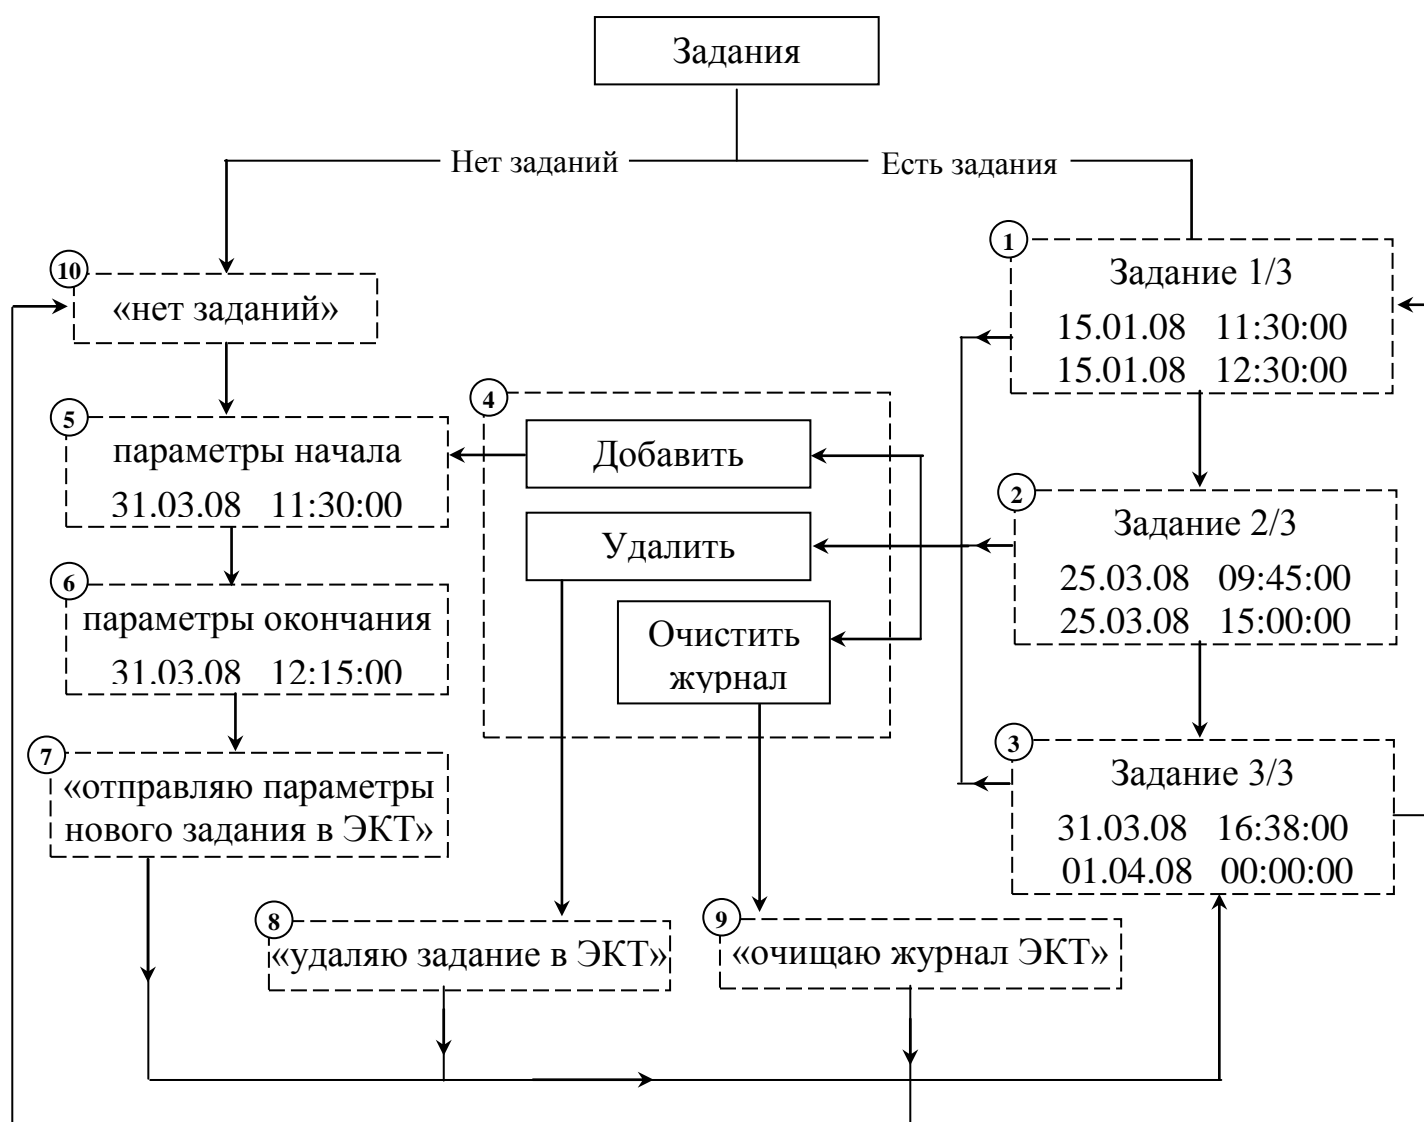 Задания
Нет заданий
Есть задания
1
Задание 1/3
15.01.08 11:30:00
15.01.08 12:30:00
10
«нет заданий»
5
параметры начала
31.03.08 11:30:00
4
Добавить
Удалить
Очистить
журнал
2
Задание 2/3
25.03.08 09:45:00
25.03.08 15:00:00
6
параметры окончания
31.03.08 12:15:00
3
Задание 3/3
31.03.08 16:38:00
01.04.08 00:00:00
7
«отправляю параметры
нового задания в ЭКТ»
8
«удаляю задание в ЭКТ»
9
«очищаю журнал ЭКТ»